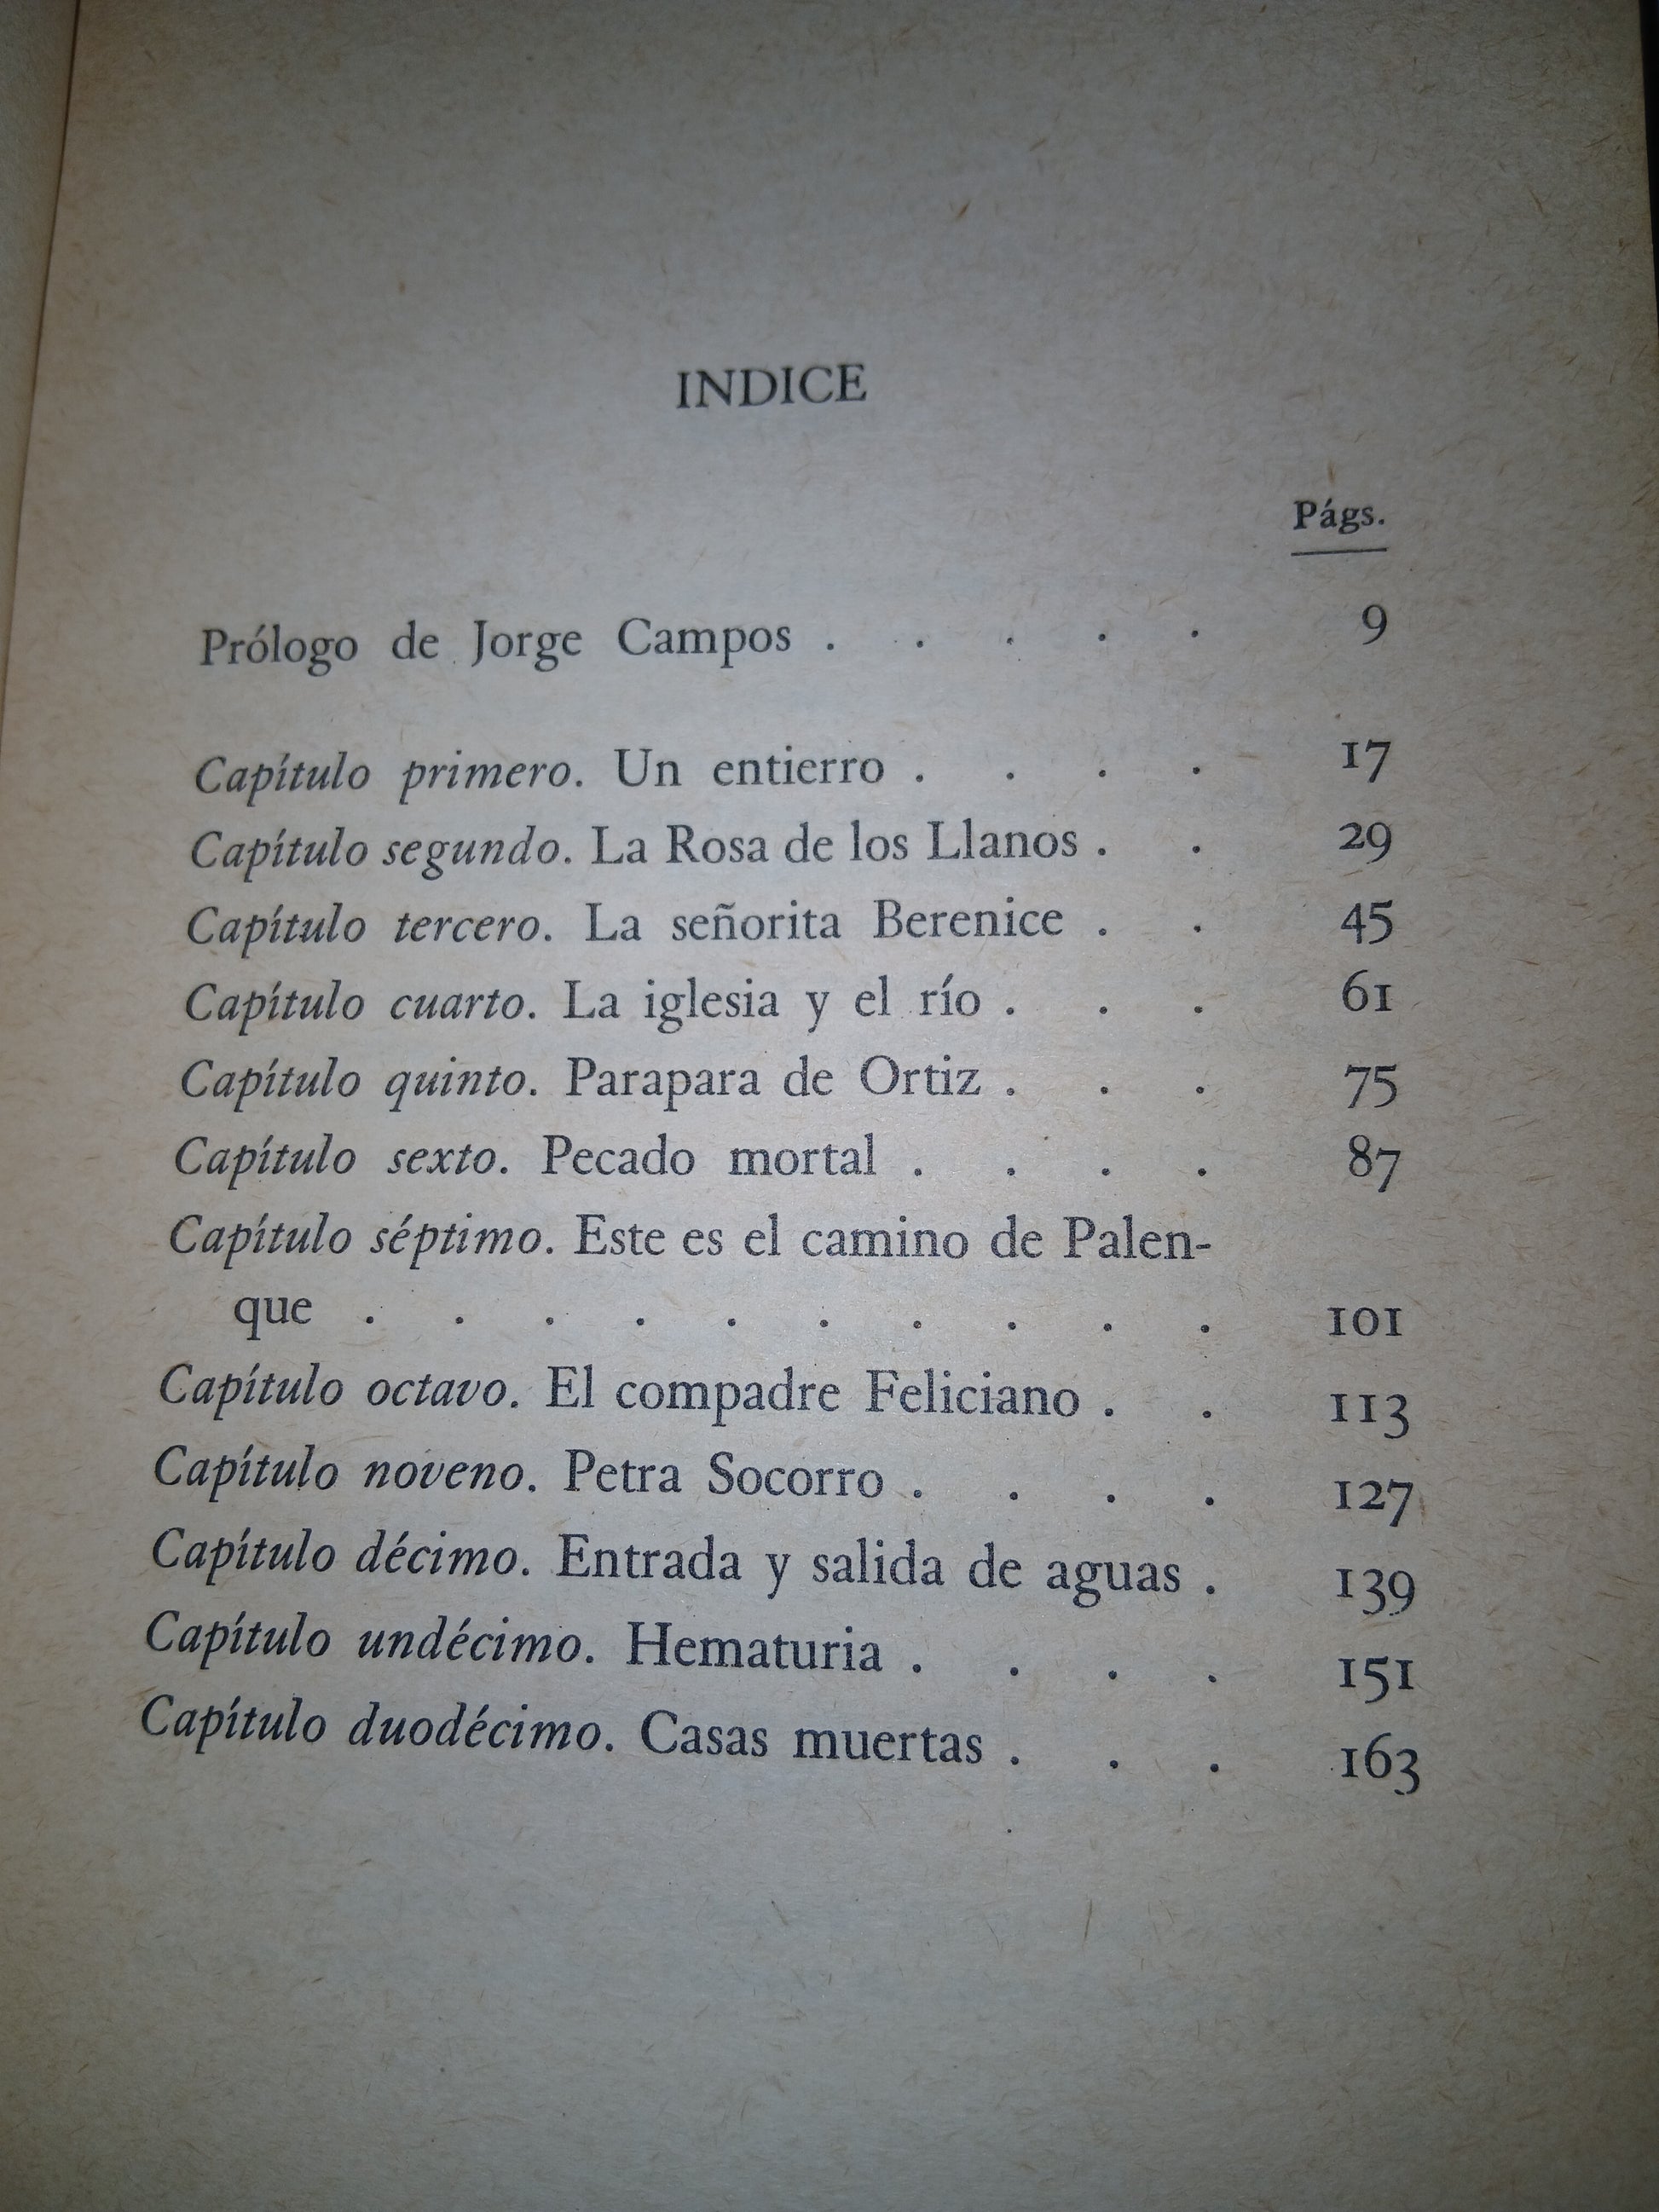 INDICE
Págs.
Prólogo de Jorge Campos . . . . . 9
Capítulo primero. Un entierro . . . . 17
Capítulo segundo. La Rosa de los Llanos . . 29
Capítulo tercero. La señorita Berenice . . 45
Capítulo cuarto. La iglesia y el río . . . 61
Capítulo quinto. Parapara de Ortiz . . . 75
Capítulo sexto. Pecado mortal . . . . 87
Capítulo séptimo. Este es el camino de Palen-
que . . . . . . . . . . 101
Capítulo octavo. El compadre Feliciano . . 113
Capítulo noveno. Petra Socorro . . . . 127
Capítulo décimo. Entrada y salida de aguas . 139
Capítulo undécimo. Hematuria . . . . 151
Capítulo duodécimo. Casas muertas . . . 163